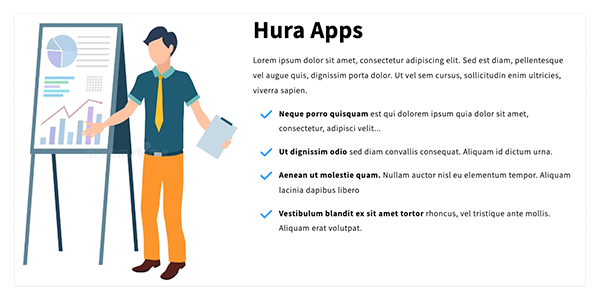 Hura Apps
Lorem ipsum dolor sit amet, consectetur adipiscing elit. Sed est diam, pellentesque
vel augue quis, dignissim porta dolor. Ut vel sem cursus, sollicitudin enim ultricies,
viverra sapien.
Neque porro quisquam est qui dolorem ipsum quia dolor sit amet,
consectetur, adipisci velit...
Ut dignissim odio sed diam convallis consequat. Aliquam id dictum urna.
Aenean ut molestie quam. Nullam auctor nisl eu elementum tempor. Aliquam
lacinia dapibus libero
Vestibulum blandit ex sit amet tortor rhoncus, vel tristique ante mollis.
Aliquam erat volutpat.